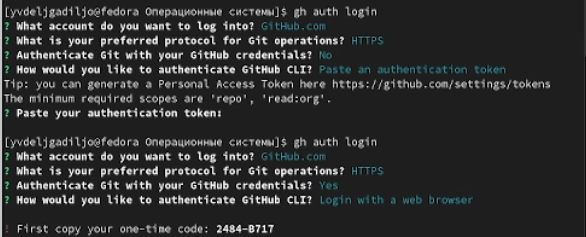 [yvdeljgadiljo@fedora Операционные системы]$ gh auth login
? What account do you want to log into? GitHub.com
? What is your preferred protocol for Git operations? HTTPS
? Authenticate Git with your GitHub credentials? No
? How would you like to authenticate GitHub CLI? Paste an authentication token
Tip: you can generate a Personal Access Token here https://github.com/settings/tokens
The minimum required scopes are 'repo', 'read:org'.
? Paste your authentication token:
[yvdeljgadiljo@fedora Операционные системы]$ gh auth login
? What account do you want to log into? GitHub.com
? What is your preferred protocol for Git operations? HTTPS
? Authenticate Git with your GitHub credentials? Yes
? How would you like to authenticate GitHub CLI? Login with a web browser
! First copy your one-time code: 2484-B717